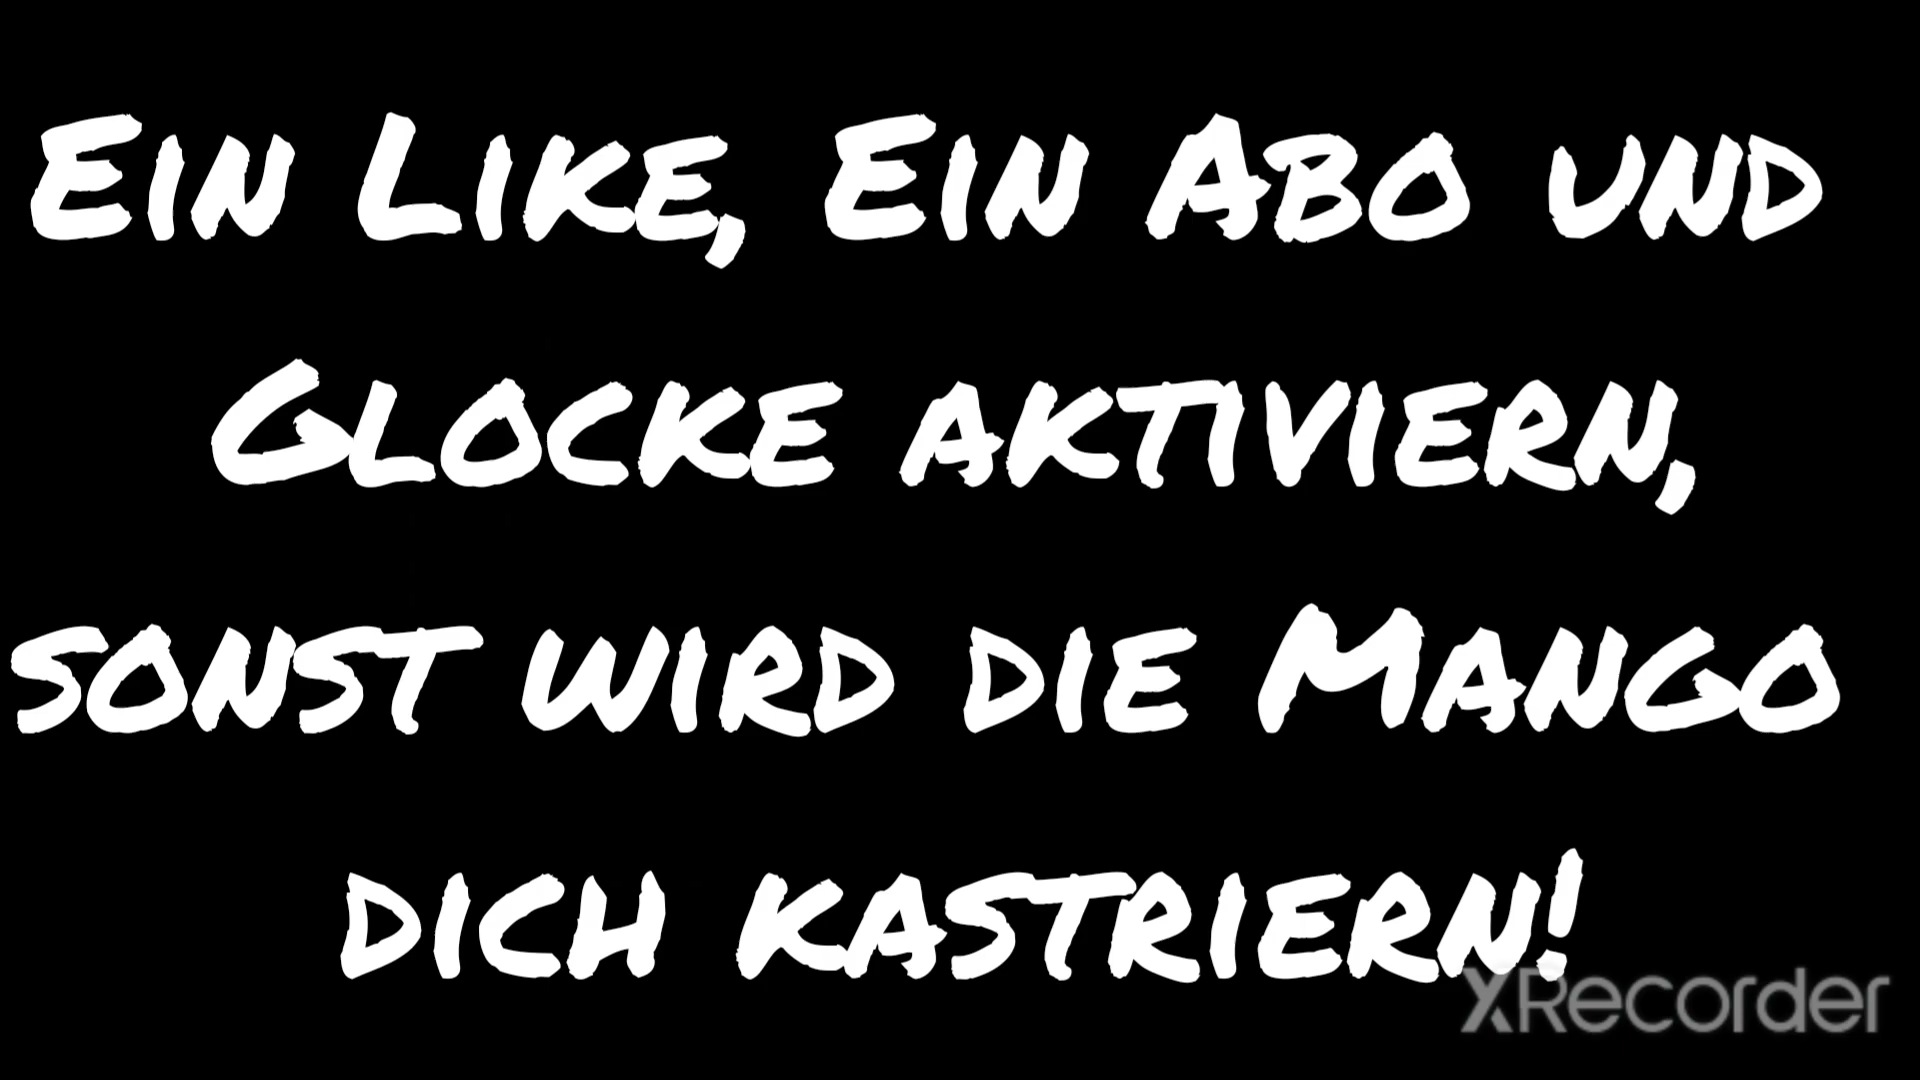 Ein Like, Ein Abo und
Glocke aktiviern,
sonst wird die Mango
dich kastriern!
XRecorder